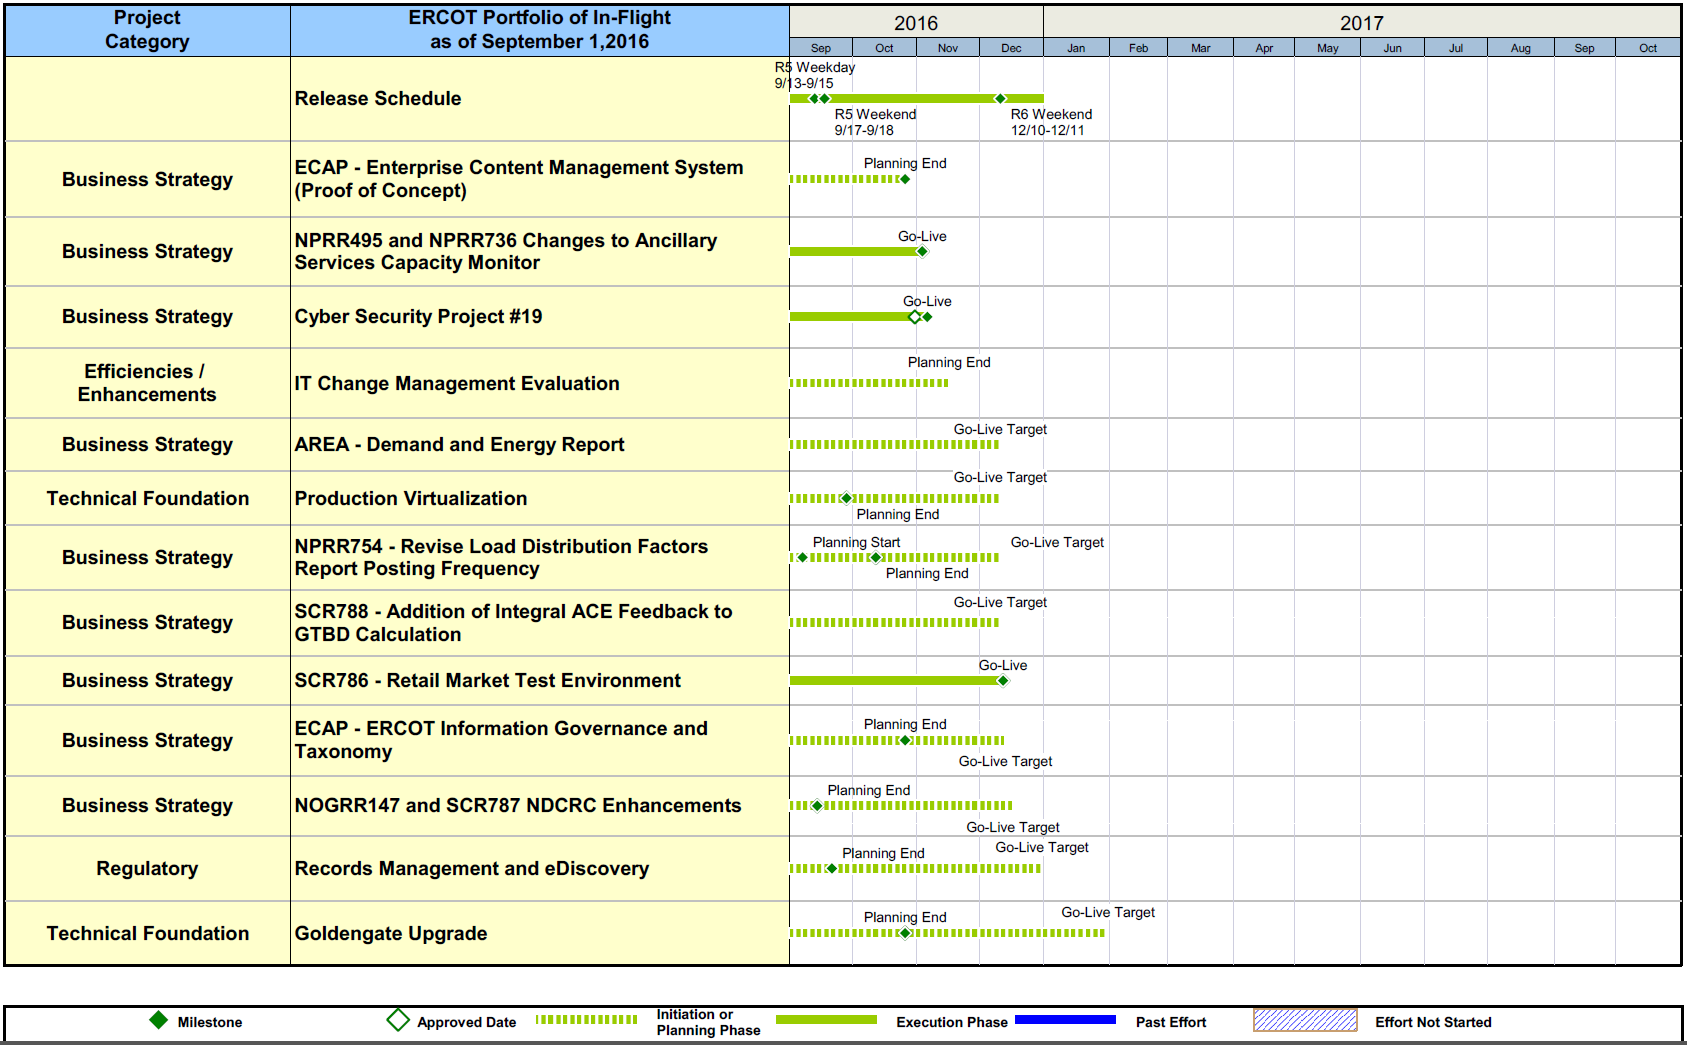 Project
Category
ERCOT Portfolio of In-Flight
as of September 1,2016
2016
2017
Sep
Oct
Nov
Dec
Jan
Feb
Mar
Apr
May
Jun
Jul
Aug
Sep
Oct
Release Schedule
R5 Weekday
9/13-9/15
R5 Weekend
9/17-9/18
R6 Weekend
12/10-12/11
Business Strategy
ECAP - Enterprise Content Management System
(Proof of Concept)
Planning End
Business Strategy
NPRR495 and NPRR736 Changes to Ancillary
Services Capacity Monitor
Go-Live
Business Strategy
Cyber Security Project #19
Go-Live
Efficiencies /
Enhancements
IT Change Management Evaluation
Planning End
Business Strategy
AREA - Demand and Energy Report
Go-Live Target
Technical Foundation
Production Virtualization
Go-Live Target
Planning End
Business Strategy
NPRR754 - Revise Load Distribution Factors
Report Posting Frequency
Planning Start
Go-Live Target
Planning End
Business Strategy
SCR788 - Addition of Integral ACE Feedback to
GTBD Calculation
Go-Live Target
Business Strategy
SCR786 - Retail Market Test Environment
Go-Live
Business Strategy
ECAP - ERCOT Information Governance and
Taxonomy
Planning End
Go-Live Target
Business Strategy
NOGRR147 and SCR787 NDCRC Enhancements
Planning End
Go-Live Target
Regulatory
Records Management and eDiscovery
Planning End
Go-Live Target
Technical Foundation
Goldengate Upgrade
Planning End
Go-Live Target
Milestone
Approved Date
Initiation or
Planning Phase
Execution Phase
Past Effort
Effort Not Started